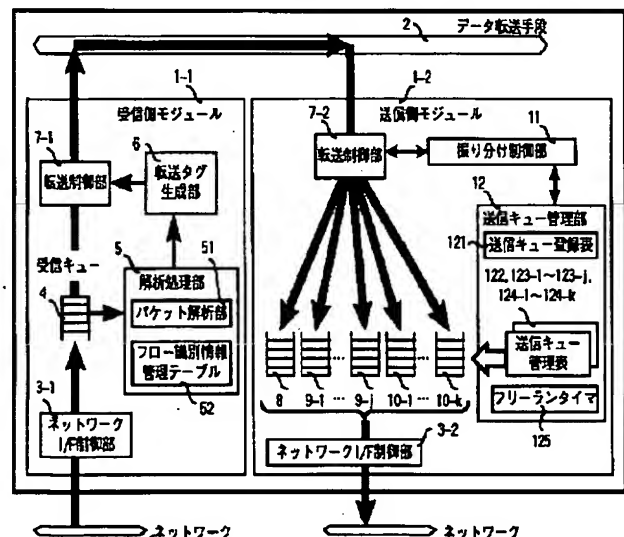 2 データ転送手段
1-1
受信側モジュール
1-2
送信側モジュール
7-1
転送制御部
6
転送タグ
生成部
7-2
転送制御部
11
振り分け制御部
12
送信キュー管理部
121
送信キュー登録表
122, 123-1〜123-j,
124-1〜124-k
送信キュー
管理表
フリーランタイマ
125
受信キュー
4
5
解析処理部
51
パケット解析部
フロー識別情報
管理テーブル
52
8 9-1 … 9-j 10-1 … 10-k
3-1
ネットワーク
I/F制御部
3-2
ネットワークI/F制御部
ネットワーク
ネットワーク